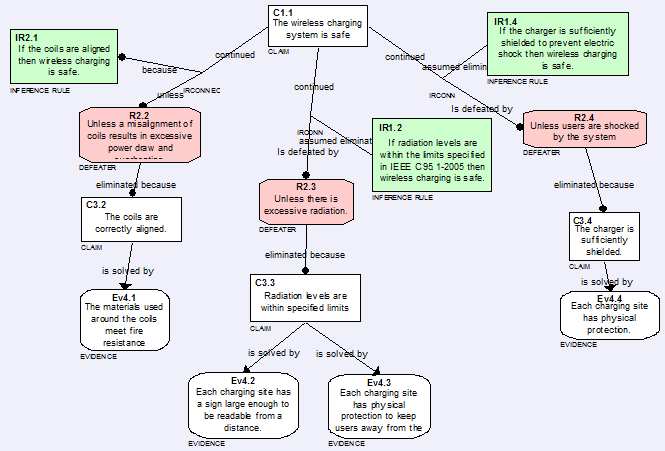 C1.1
The wireless charging
system is safe
CLAIM
IR2.1
If the coils are aligned
then wireless charging
is safe.
INFERENCE RULE
IR1.4
If the charger is sufficiently
shielded to prevent electric
shock then wireless charging
is safe.
INFERENCE RULE
continued
because
unless
IRCONNEC
continued
IRCONN
assumed eliminat
Is defeated by
continued
assumed elimin
IRCONN
Is defeated by
R2.2
Unless a misalignment of
coils results in excessive
power draw and
DEFEATER
IR1.2
If radiation levels are
within the limits specified
in IEEE C95.1-2005 then
wireless charging is safe.
INFERENCE RULE
R2.4
Unless users are shocked
by the system
DEFEATER
R2.3
Unless there is
excessive radiation.
DEFEATER
eliminated because
eliminated because
eliminated because
C3.2
The coils are
correctly aligned.
CLAIM
C3.4
The charger is
sufficiently
shielded.
CLAIM
C3.3
Radiation levels are
within specified limits
CLAIM
is solved by
is solved by
is solved by
is solved by
Ev4.1
The materials used
around the coils
meet fire
resistance
EVIDENCE
Ev4.4
Each charging site
has physical
protection.
EVIDENCE
Ev4.2
Each charging site has
a sign large enough to
be readable from a
distance.
EVIDENCE
Ev4.3
Each charging site
has physical
protection to keep
users away from the
EVIDENCE